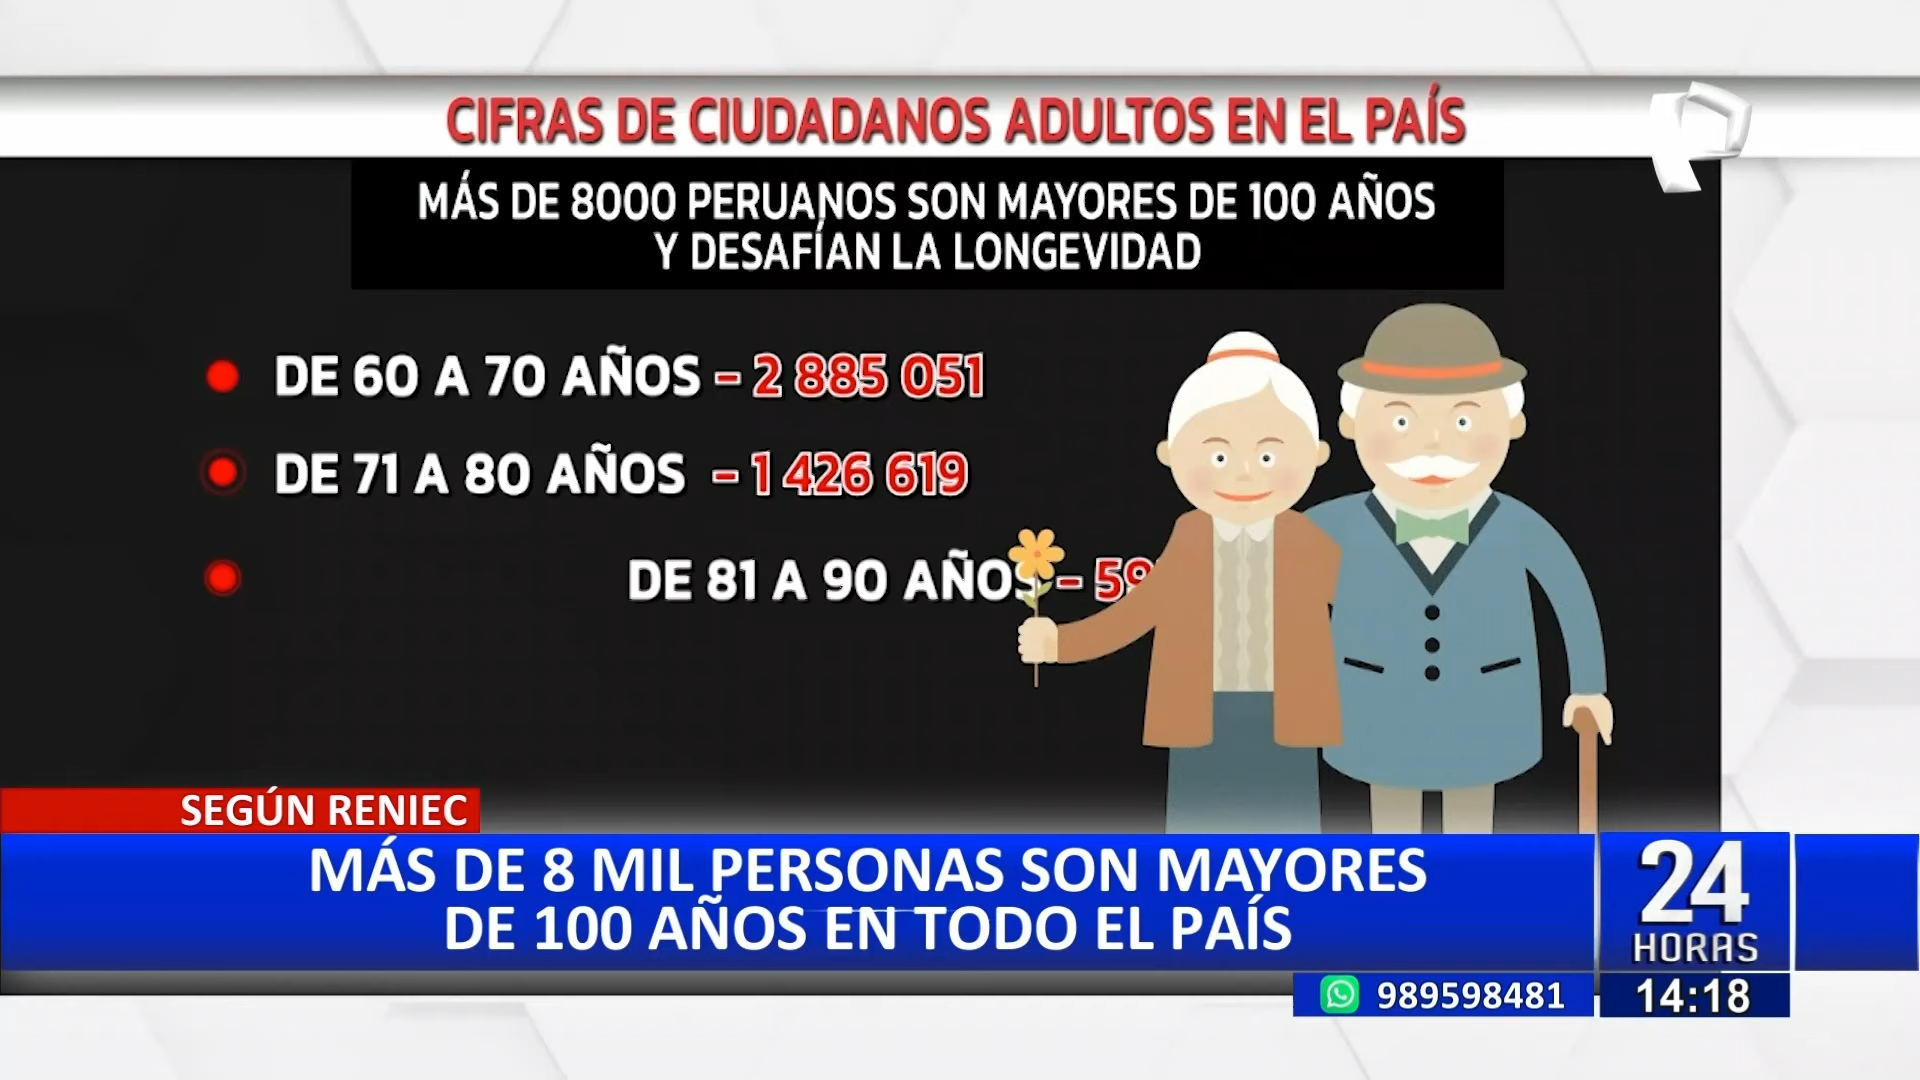 CIFRAS DE CIUDADANOS ADULTOS EN EL PAÍS
MÁS DE 8000 PERUANOS SON MAYORES DE 100 AÑOS
Y DESAFÍAN LA LONGEVIDAD
DE 60 A 70 AÑOS - 2 885 051
DE 71 A 80 AÑOS - 1 426 619
DE 81 A 90 AÑOS - 59
SEGÚN RENIEC
MÁS DE 8 MIL PERSONAS SON MAYORES
DE 100 AÑOS EN TODO EL PAÍS
24
HORAS
989598481
14:18